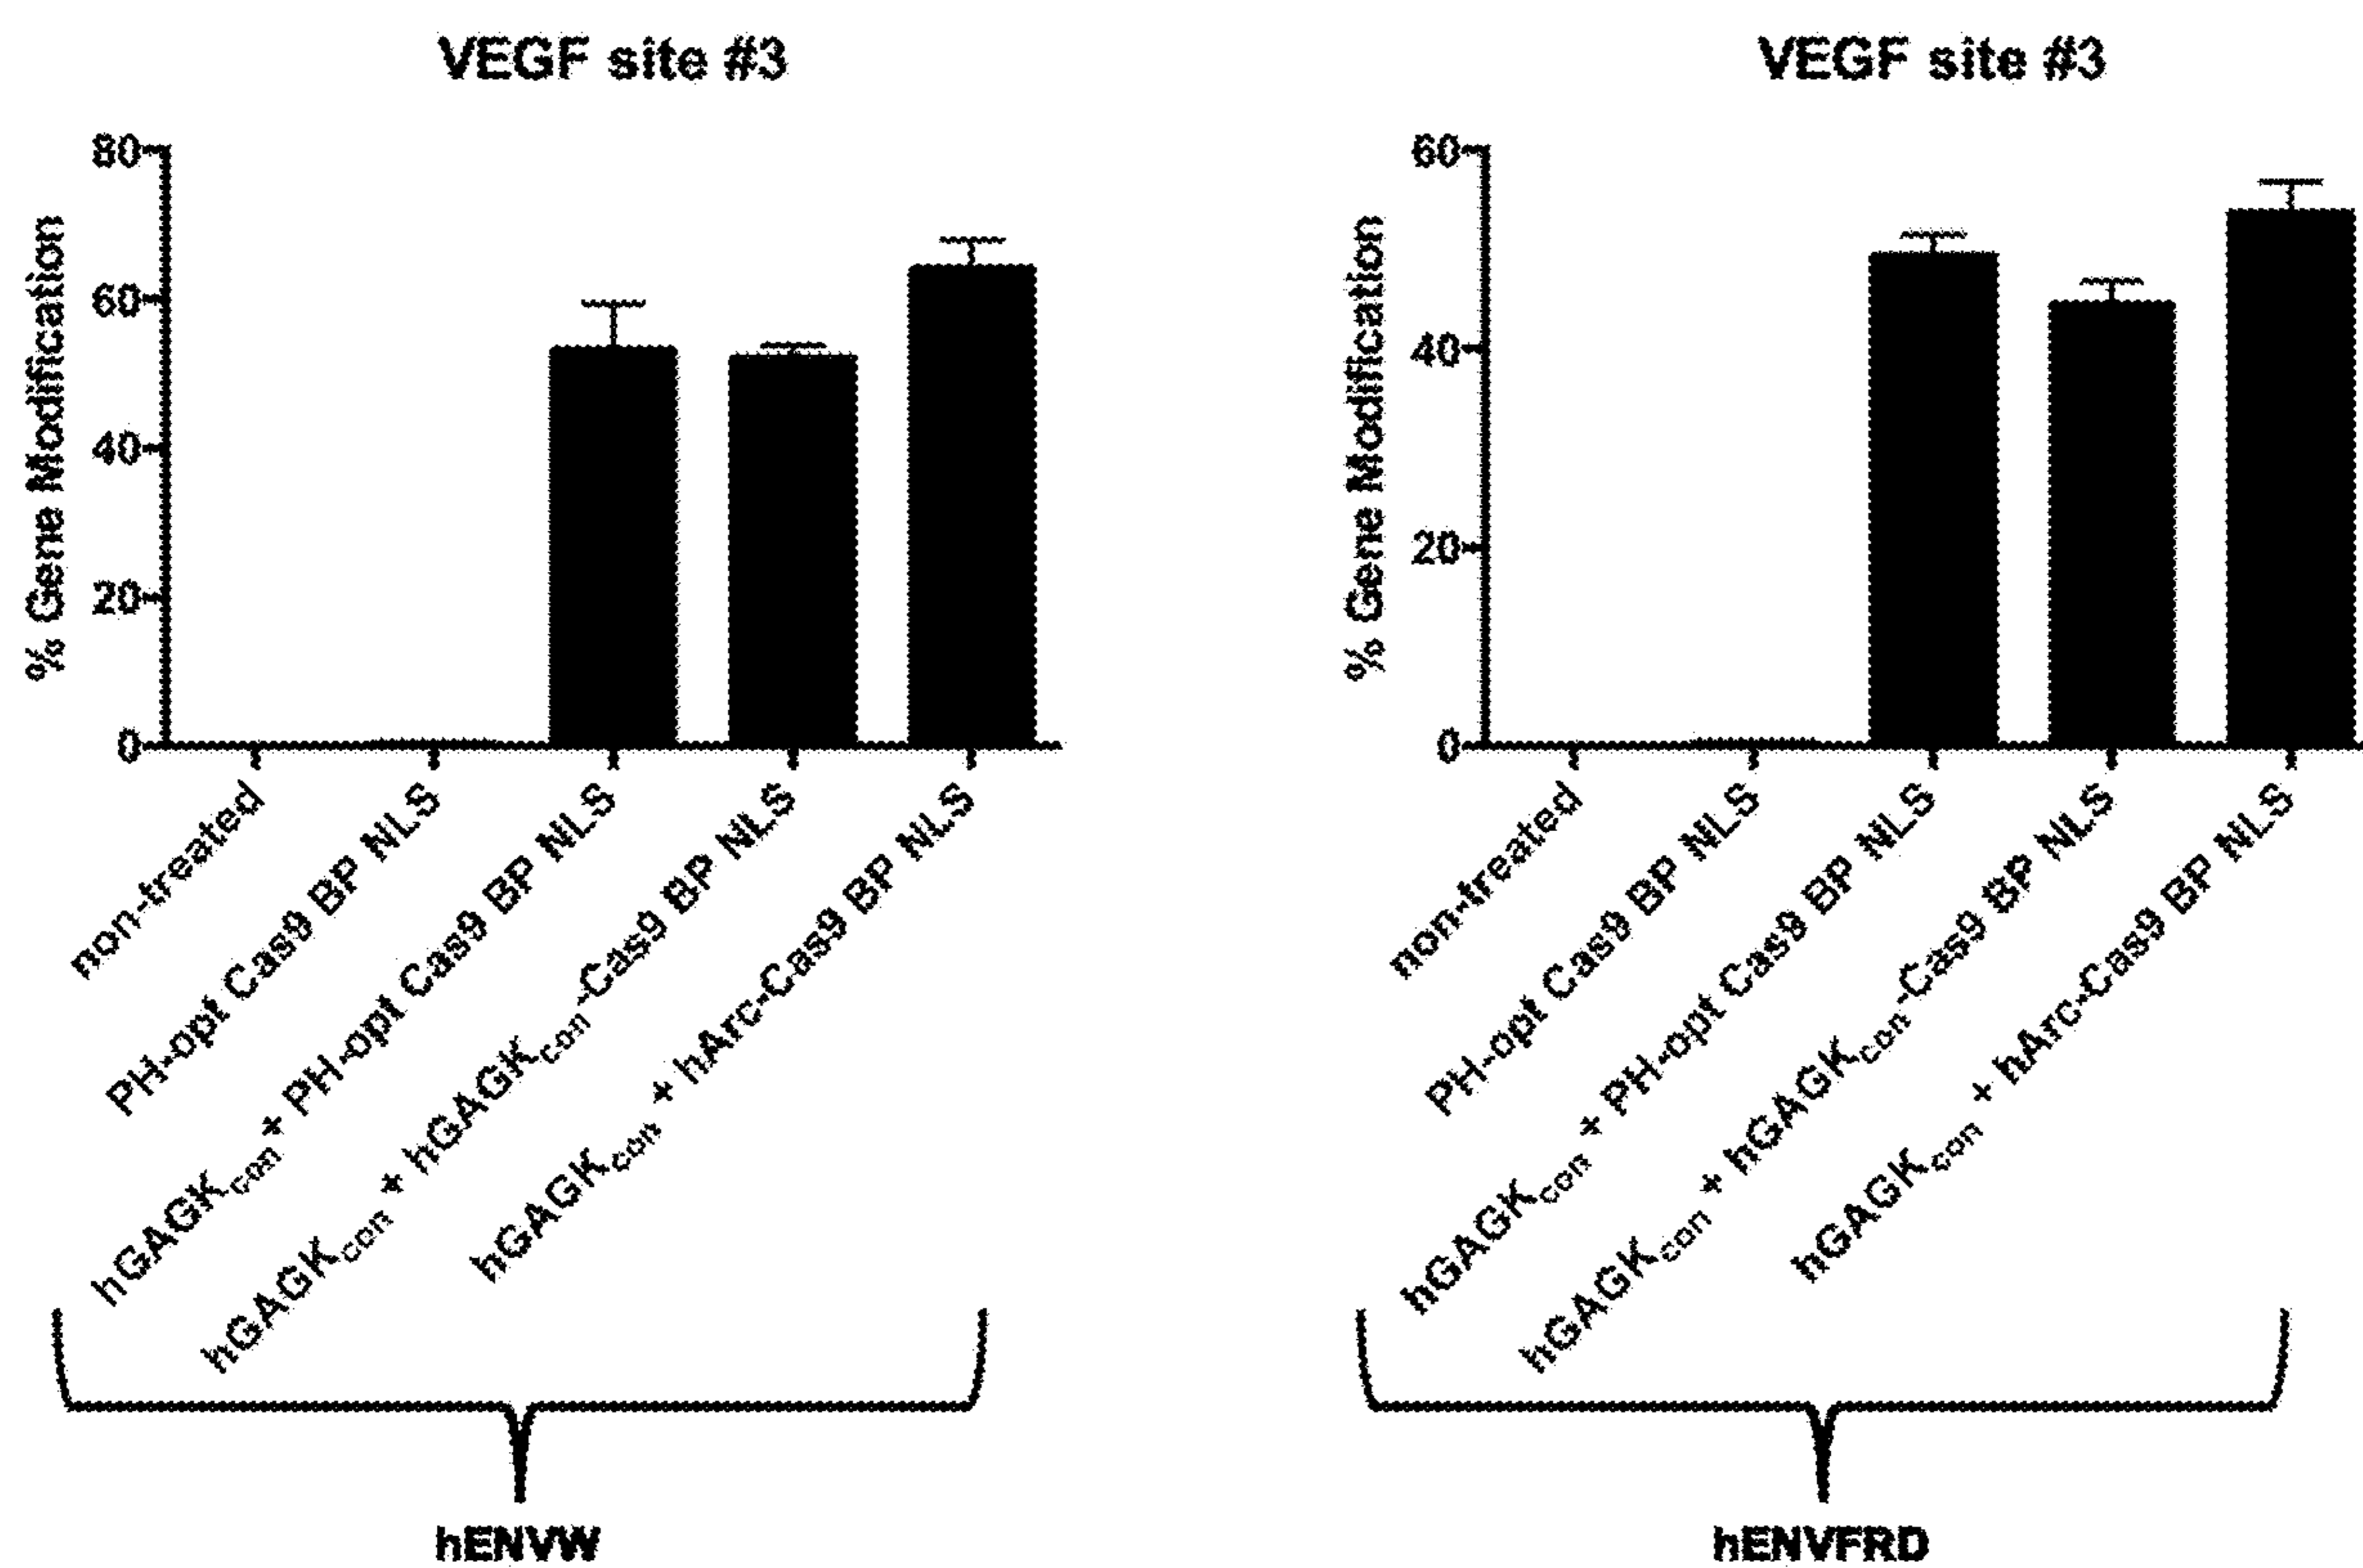 VEGF site #3
% Gene Modification
80
60
40
20
0
non-treated
PH-opt Cas9 BP NLS
hGAGKcon + PH-opt Cas9 BP NLS
hGAGKcon + hGAGKcon-Cas9 BP NLS
hGAGKcon + hArc-Cas9 BP NLS
hENVW
VEGF site #3
% Gene Modification
60
40
20
0
non-treated
PH-opt Cas9 BP NLS
hGAGKcon + PH-opt Cas9 BP NLS
hGAGKcon + hGAGKcon-Cas9 BP NLS
hGAGKcon + hArc-Cas9 BP NLS
hENVFRD